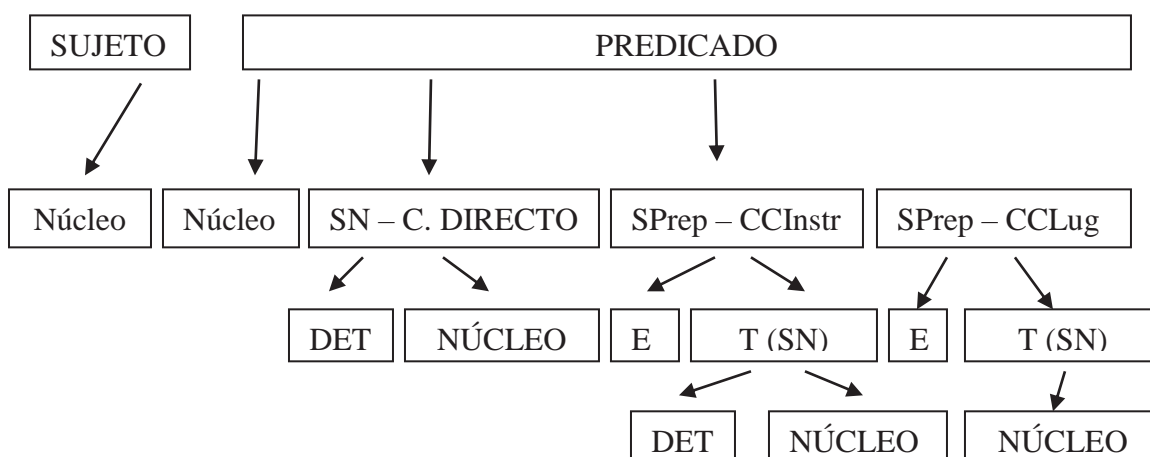 SUJETO PREDICADO
Núcleo Núcleo SN – C. DIRECTO SPrep – CCInstr SPrep – CCLug
DET NÚCLEO E T (SN) E T (SN)
DET NÚCLEO NÚCLEO